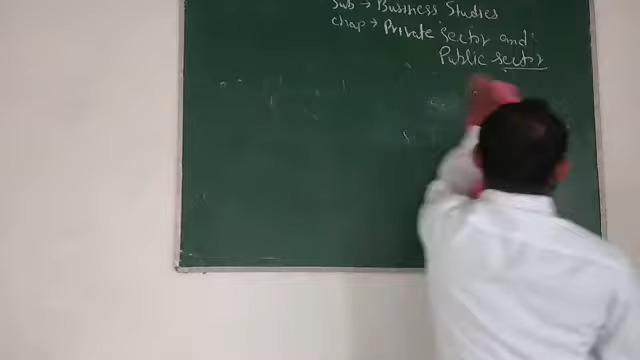 Sub → Business Studies
Chap → Private sector and
Public sector